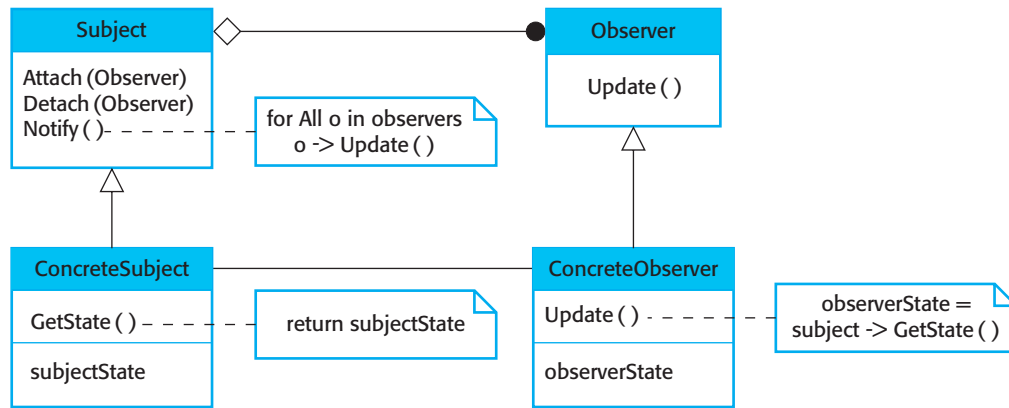 Subject
Attach (Observer)
Detach (Observer)
Notify ( )
for All o in observers
o -> Update ( )
Observer
Update ( )
ConcreteSubject
GetState ( )
subjectState
return subjectState
ConcreteObserver
Update ( )
observerState
observerState =
subject -> GetState ( )